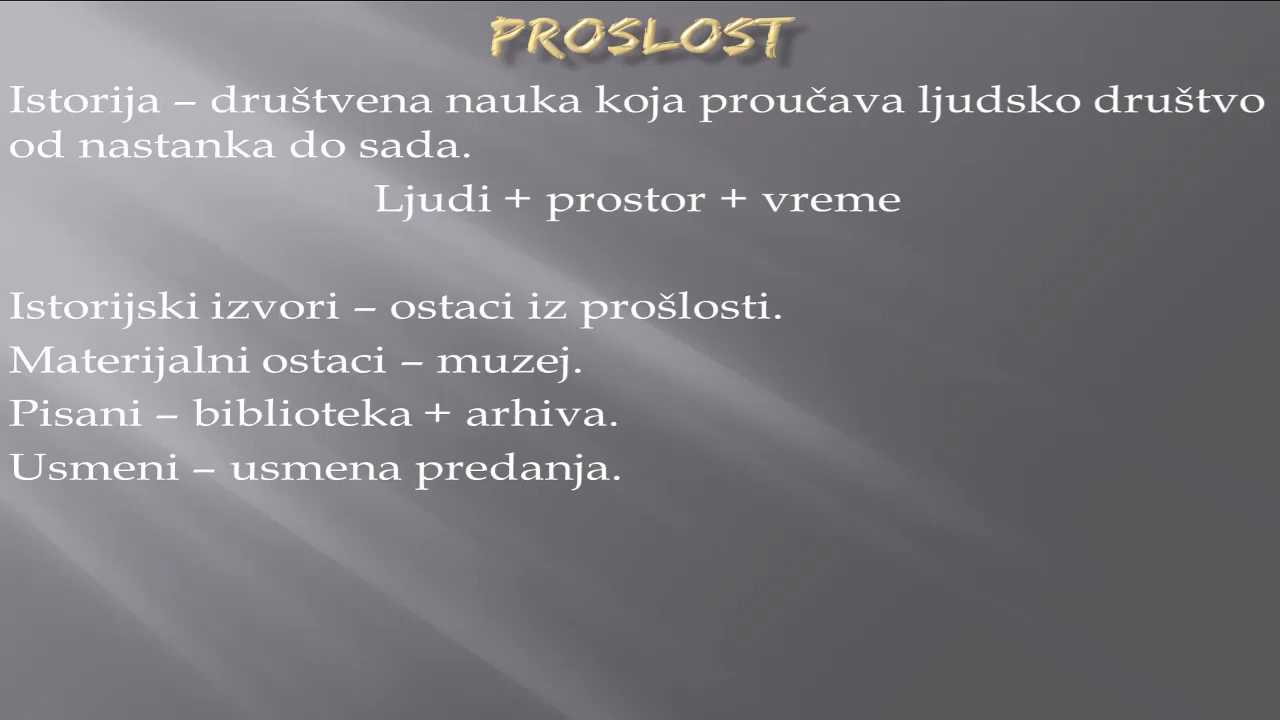 PROSLOST
Istorija – društvena nauka koja proučava ljudsko društvo
od nastanka do sada.
Ljudi + prostor + vreme
Istorijski izvori – ostaci iz prošlosti.
Materijalni ostaci – muzej.
Pisani – biblioteka + arhiva.
Usmeni – usmena predanja.